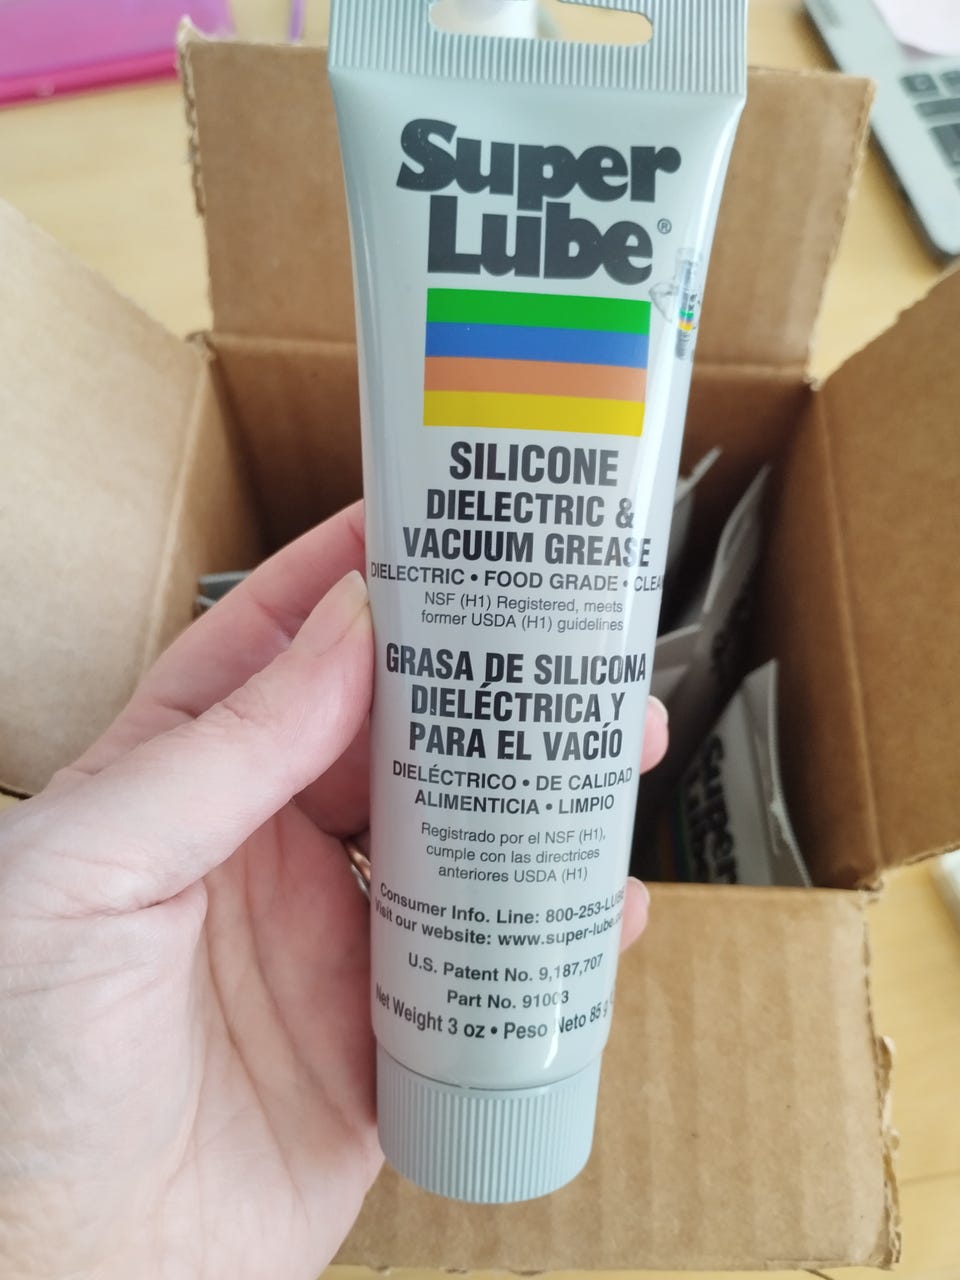 Super
Lube®
SILICONE
DIELECTRIC &
VACUUM GREASE
DIELECTRIC • FOOD GRADE • CLEA
NSF (H1) Registered, meets
former USDA (H1) guidelines
GRASA DE SILICONA
DIELÉCTRICA Y
PARA EL VACÍO
DIELÉCTRICO • DE CALIDAD
ALIMENTICIA • LIMPIO
Registrado por el NSF (H1),
cumple con las directrices
anteriores USDA (H1)
Consumer Info. Line: 800-253-LUBE
Visit our website: www.super-lube.
U.S. Patent No. 9,187,707
Part No. 91003
Net Weight 3 oz • Peso Neto 85 g
Super